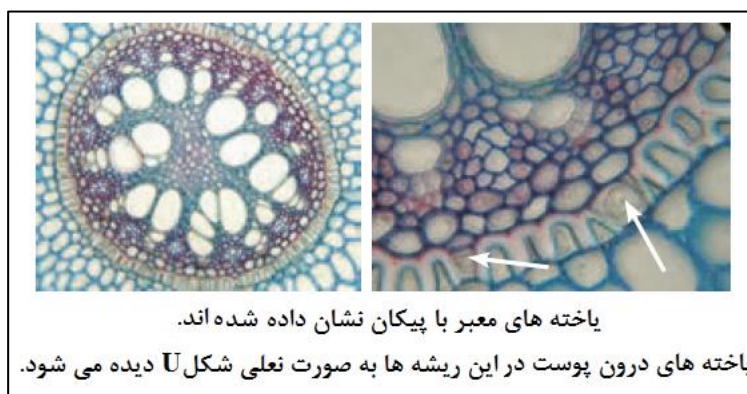 یاخته های معبر با پیکان نشان داده شده اند.
یاخته های درون پوست در این ریشه ها به صورت نعلی شکل U دیده می شود.